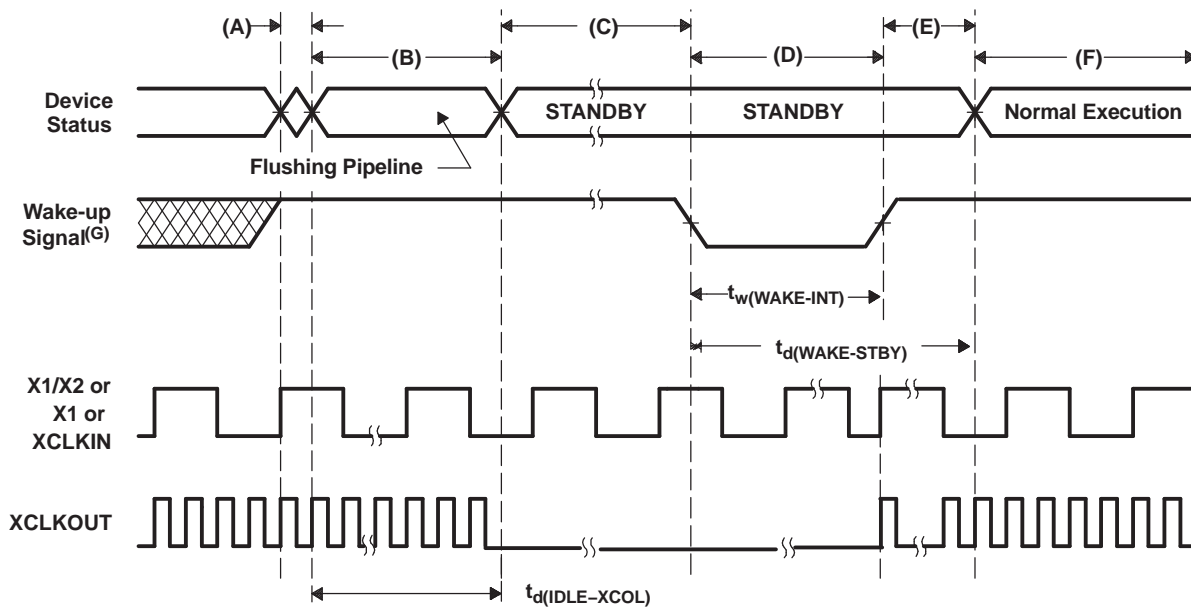 (A)
(C)
(E)
(B)
(D)
(F)
Device
Status
STANDBY
STANDBY
Normal Execution
Flushing Pipeline
Wake-up
Signal(G)
tw(WAKE-INT)
td(WAKE-STBY)
X1/X2 or
X1 or
XCLKIN
XCLKOUT
td(IDLE–XCOL)